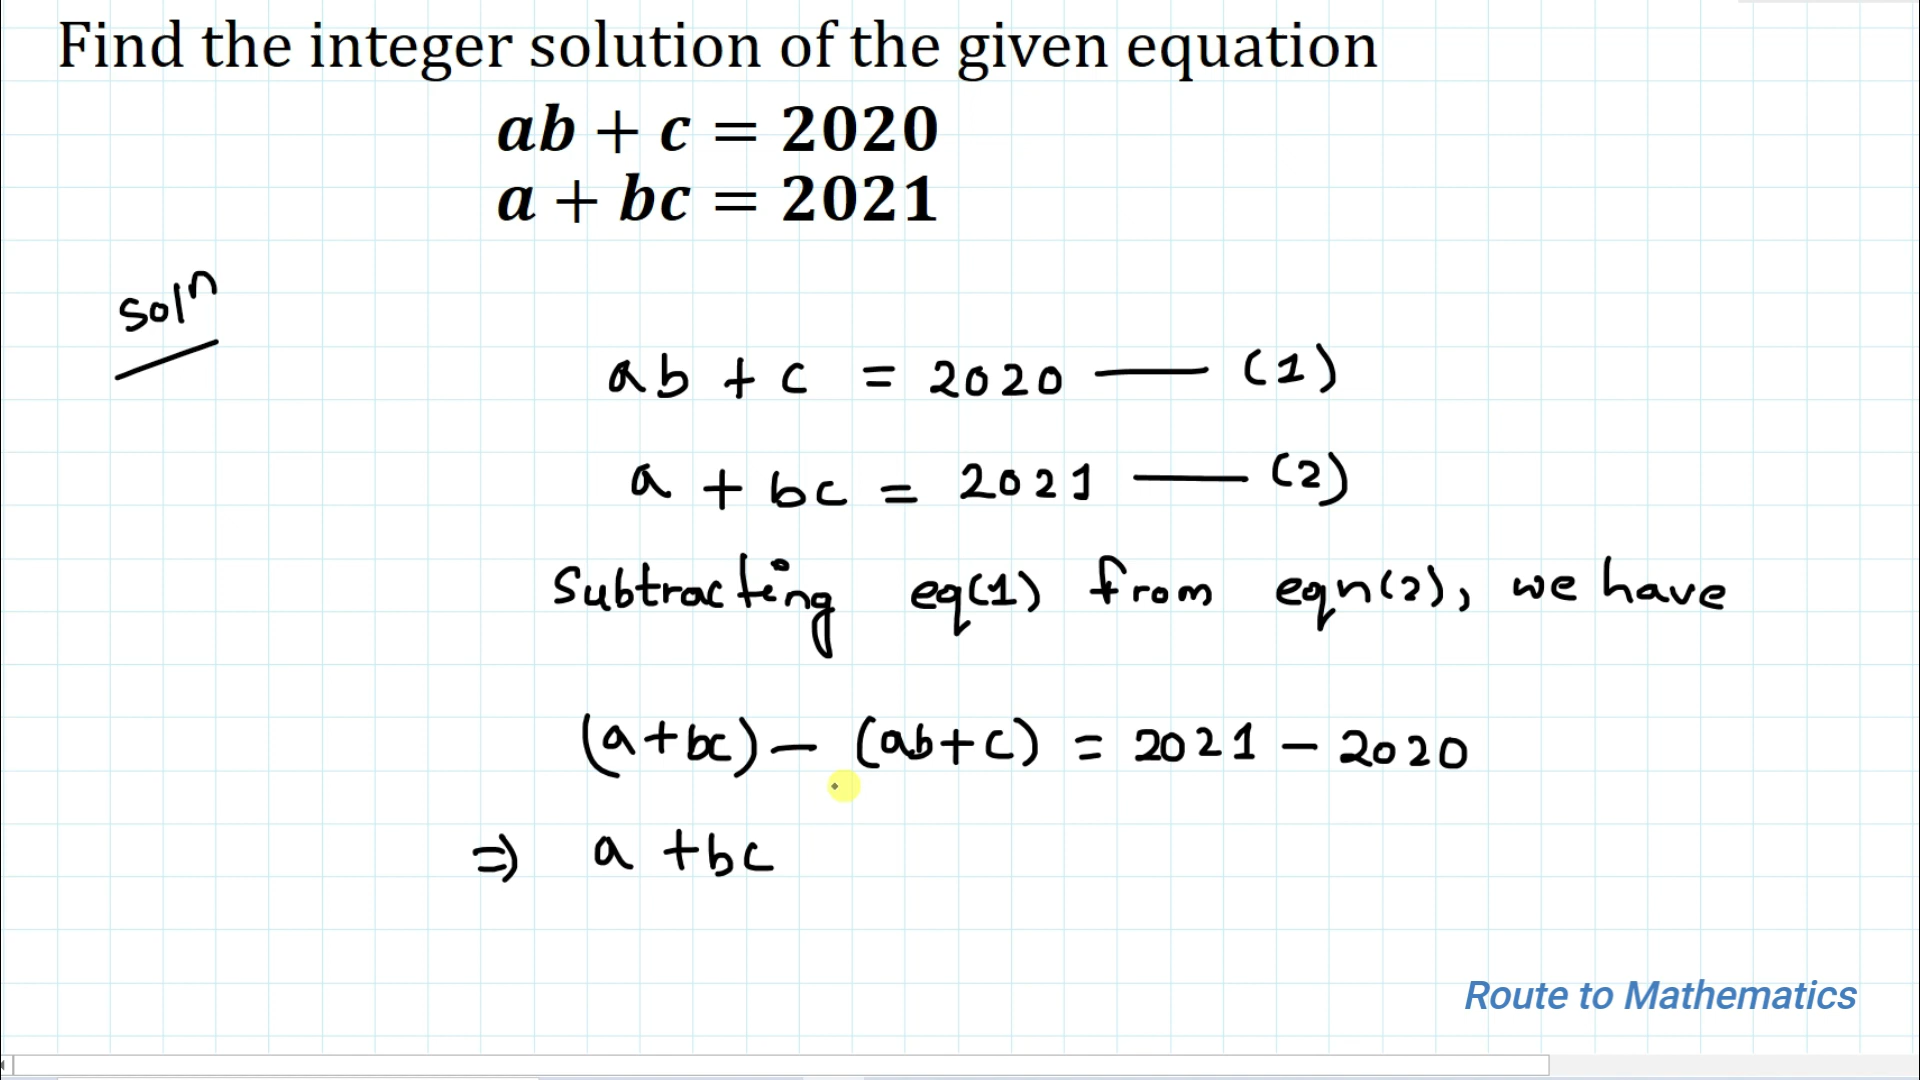 Find the integer solution of the given equation
ab + c = 2020
a + bc = 2021
soln
ab + c = 2020 — (1)
a + bc = 2021 — (2)
Subtracting eq(1) from eqn(2), we have
(a+bc) – (ab+c) = 2021 – 2020
⇒ a +bc
Route to Mathematics